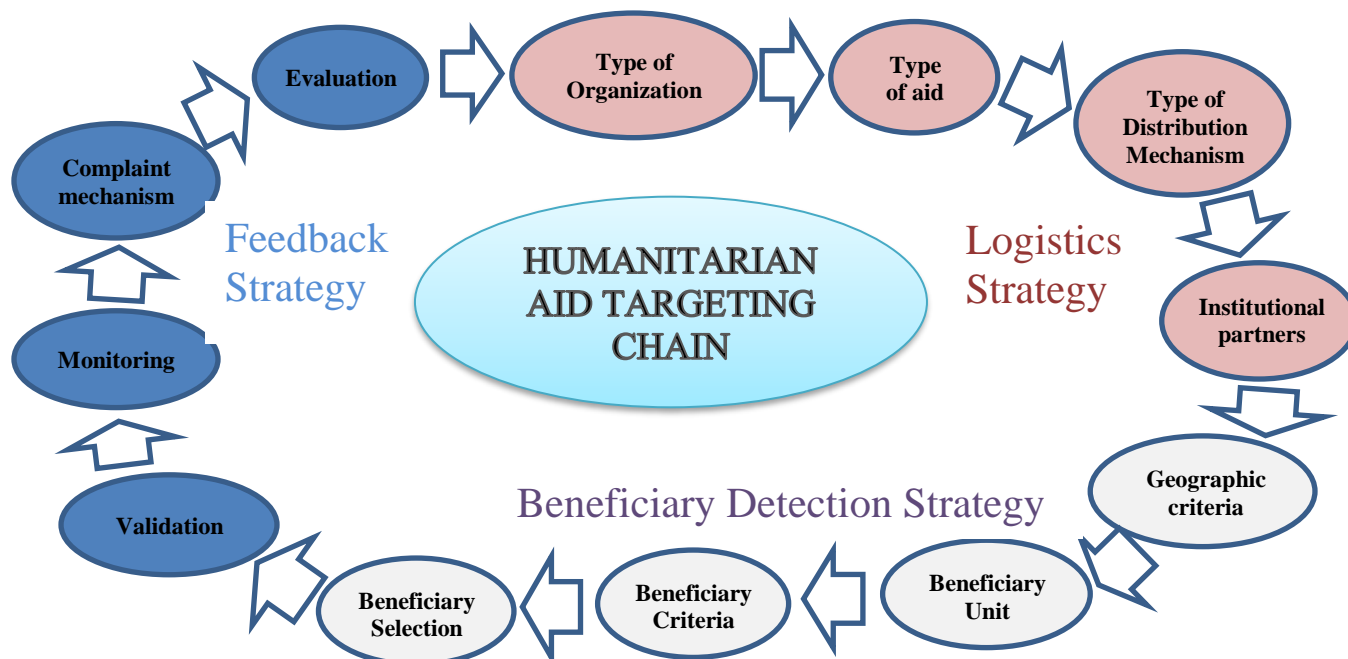 Evaluation
Type of
Organization
Type
of aid
Type of
Distribution
Mechanism
Complaint
mechanism
Feedback
Strategy
HUMANITARIAN
AID TARGETING
CHAIN
Logistics
Strategy
Institutional
partners
Monitoring
Geographic
criteria
Beneficiary Detection Strategy
Validation
Beneficiary
Selection
Beneficiary
Criteria
Beneficiary
Unit